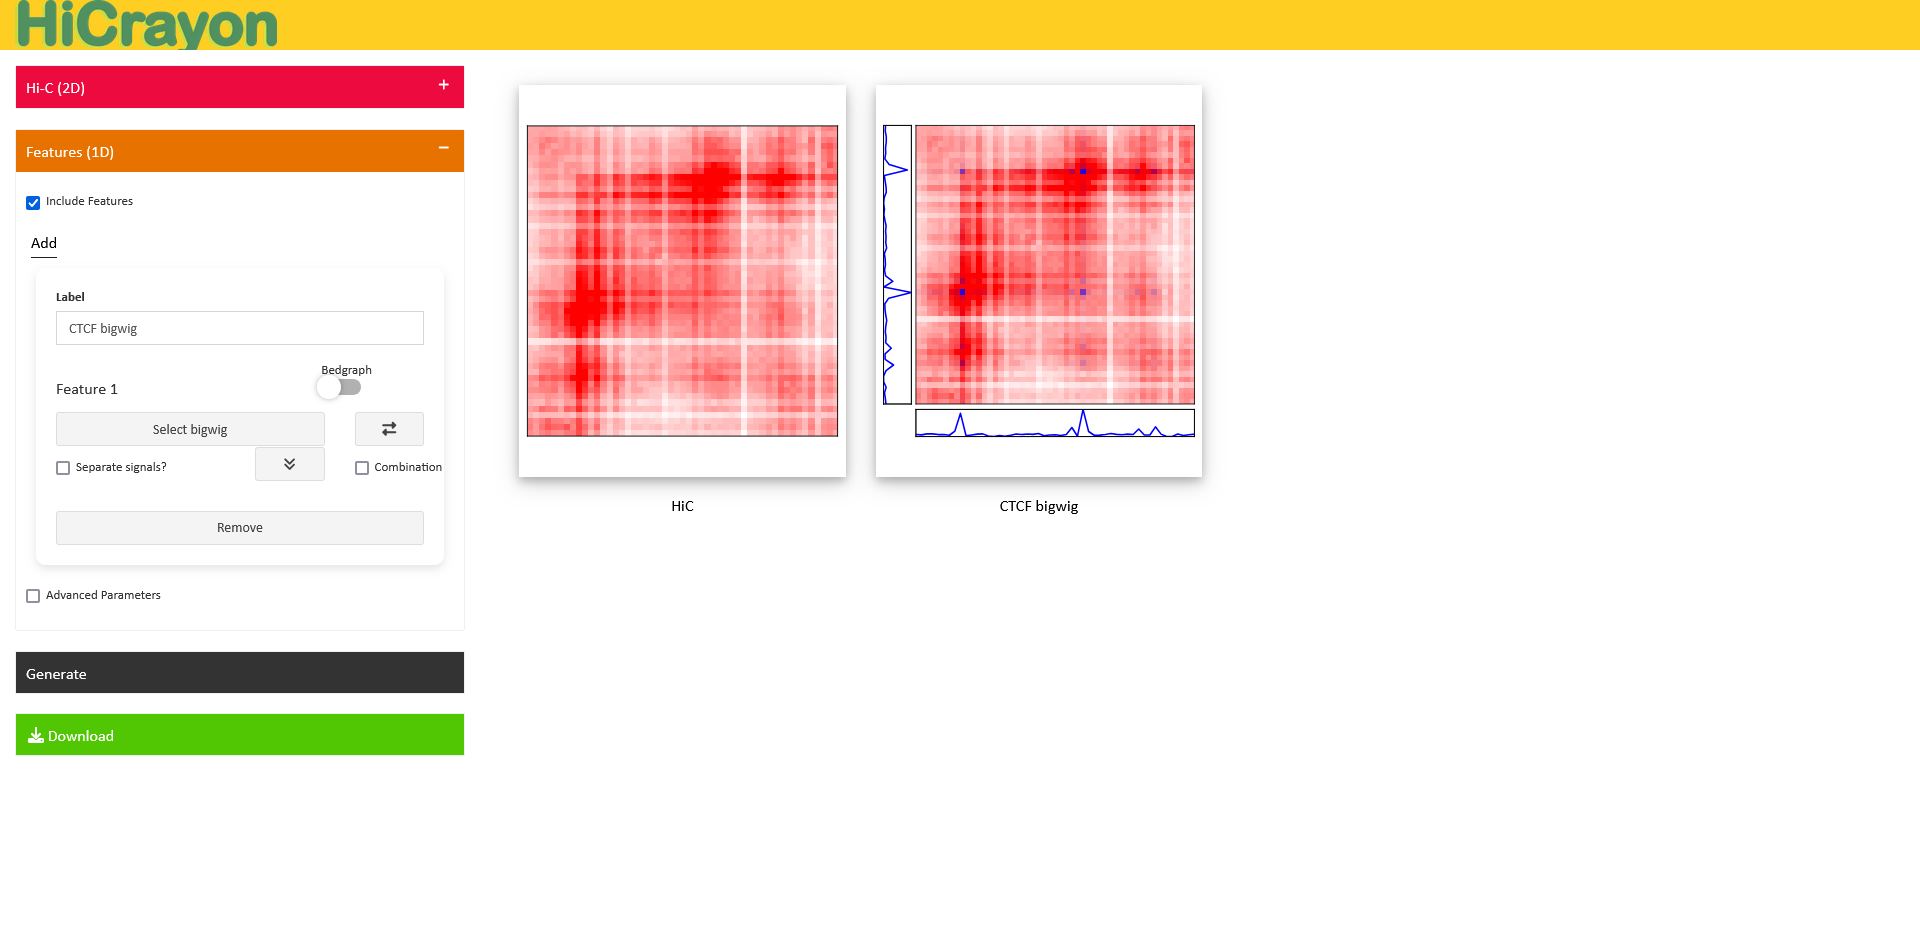 HiCrayon
Hi-C (2D)
Features (1D)
Include Features
Add
Label
CTCF bigwig
Bedgraph
Feature 1
Select bigwig
Separate signals?
Combination
Remove
Advanced Parameters
Generate
Download
HiC
CTCF bigwig